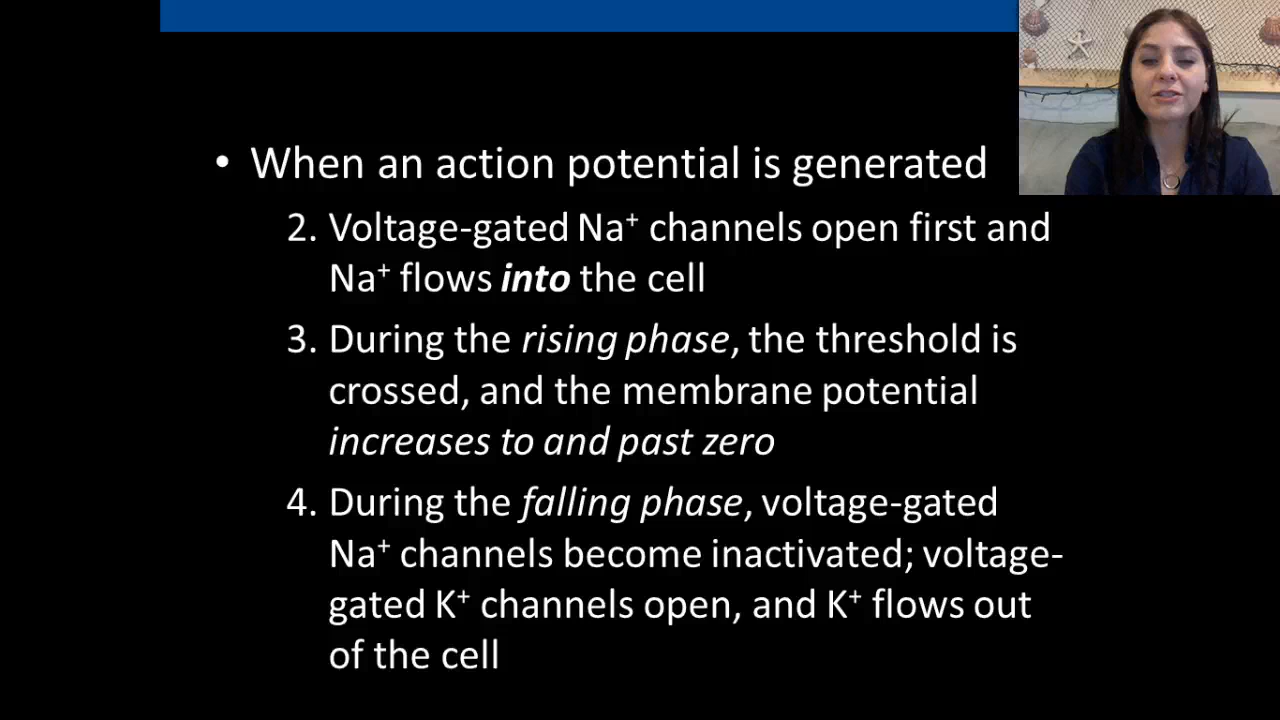 • When an action potential is generated
2. Voltage-gated Na⁺ channels open first and
Na⁺ flows into the cell
3. During the rising phase, the threshold is
crossed, and the membrane potential
increases to and past zero
4. During the falling phase, voltage-gated
Na⁺ channels become inactivated; voltage-
gated K⁺ channels open, and K⁺ flows out
of the cell